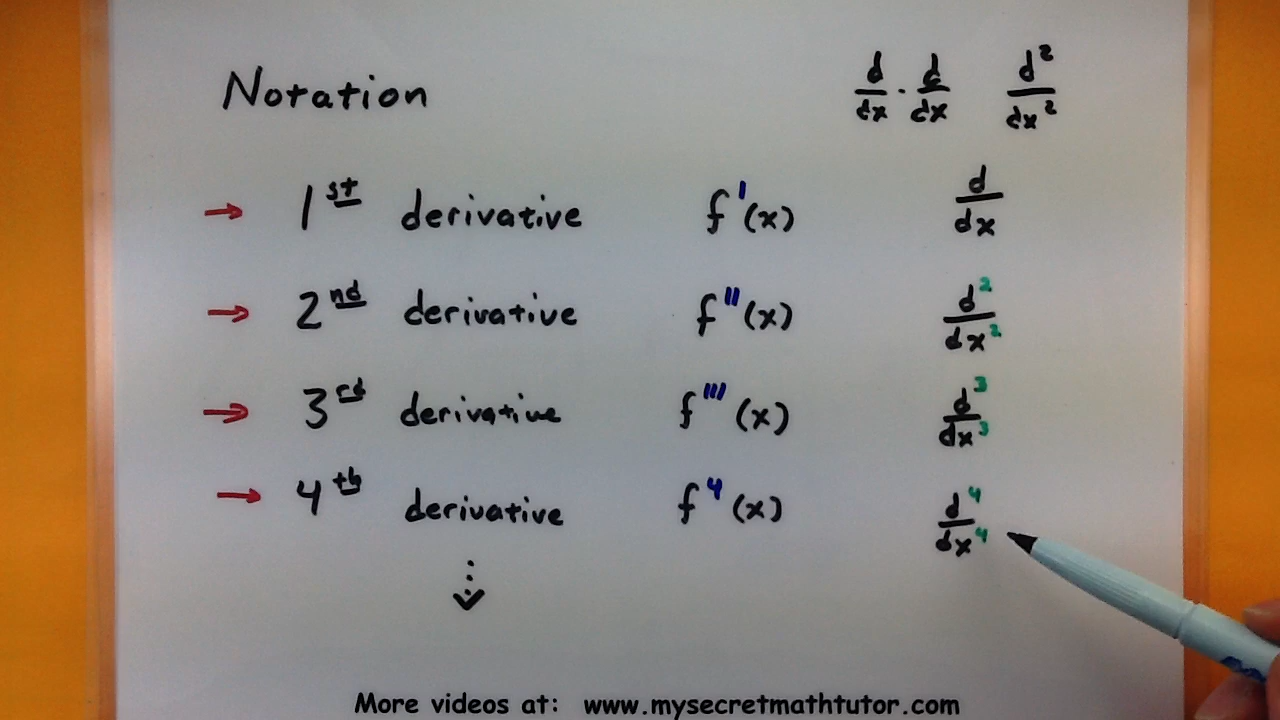 Notation d/dx · d/dx d²/dx²
→ 1st derivative f'(x) d/dx
→ 2nd derivative f''(x) d²/dx²
→ 3rd derivative f'''(x) d³/dx³
→ 4th derivative f⁴(x) d⁴/dx⁴
More videos at: www.mysecretmathtutor.com